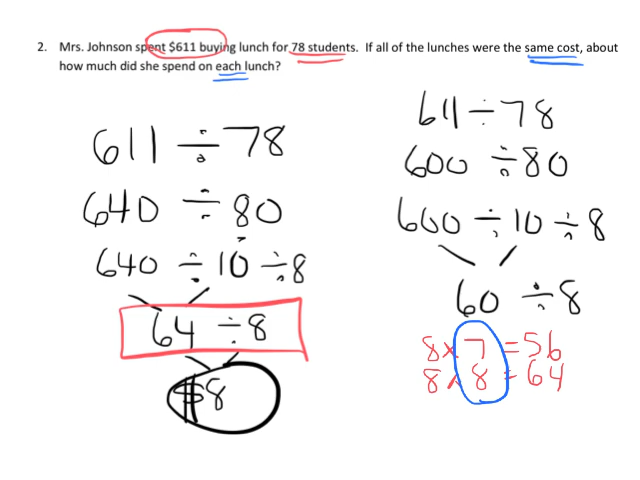 2. Mrs. Johnson spent $611 buying lunch for 78 students. If all of the lunches were the same cost, about
how much did she spend on each lunch?
611 ÷ 78
640 ÷ 80
640 ÷ 10 ÷ 8
64 ÷ 8
$8
611 ÷ 78
600 ÷ 80
600 ÷ 10 ÷ 8
60 ÷ 8
8 x 7 = 56
8 x 8 = 64